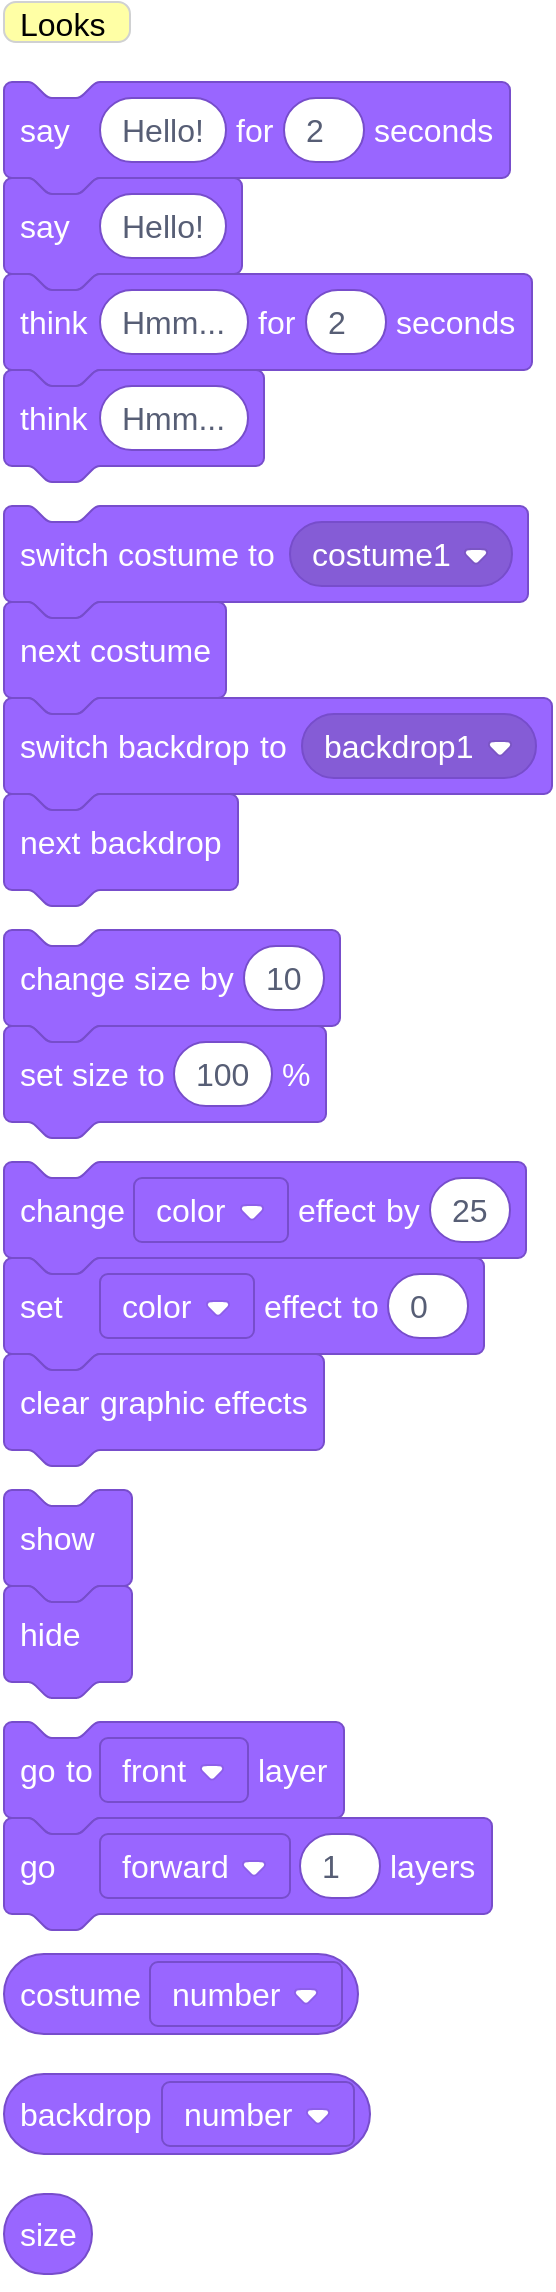 Looks
say Hello! for 2 seconds
say Hello!
think Hmm... for 2 seconds
think Hmm...
switch costume to costume1
next costume
switch backdrop to backdrop1
next backdrop
change size by 10
set size to 100 %
change color effect by 25
set color effect to 0
clear graphic effects
show
hide
go to front layer
go forward 1 layers
costume number
backdrop number
size